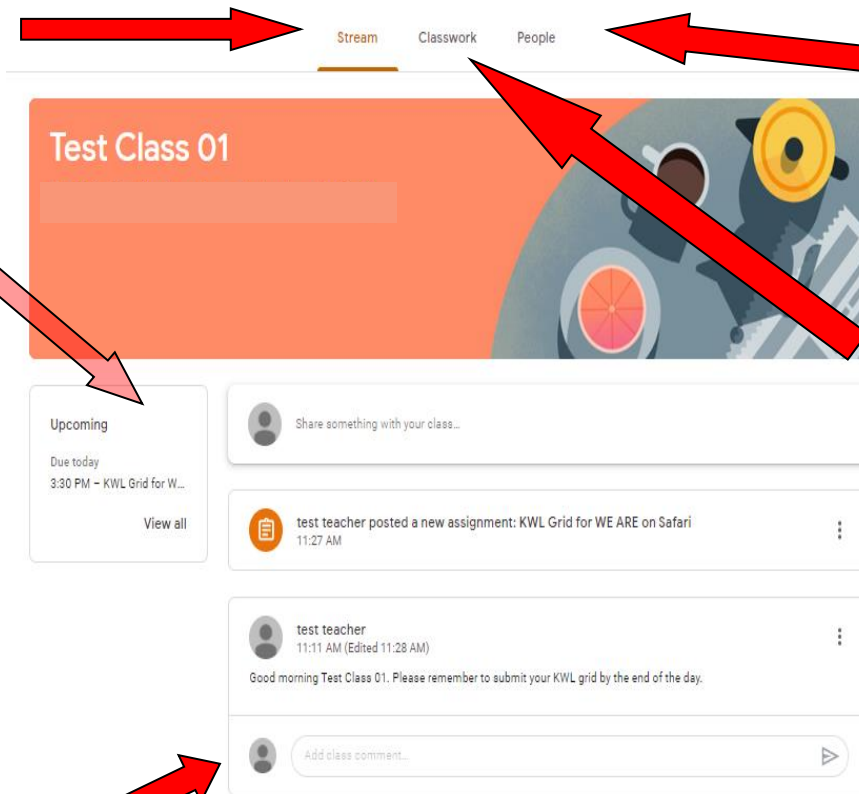 Stream Classwork People
Test Class 01
Upcoming
Due today
3:30 PM – KWL Grid for W...
View all
Share something with your class...
test teacher posted a new assignment: KWL Grid for WE ARE on Safari
11:27 AM
test teacher
11:11 AM (Edited 11:28 AM)
Good morning Test Class 01. Please remember to submit your KWL grid by the end of the day.
Add class comment...